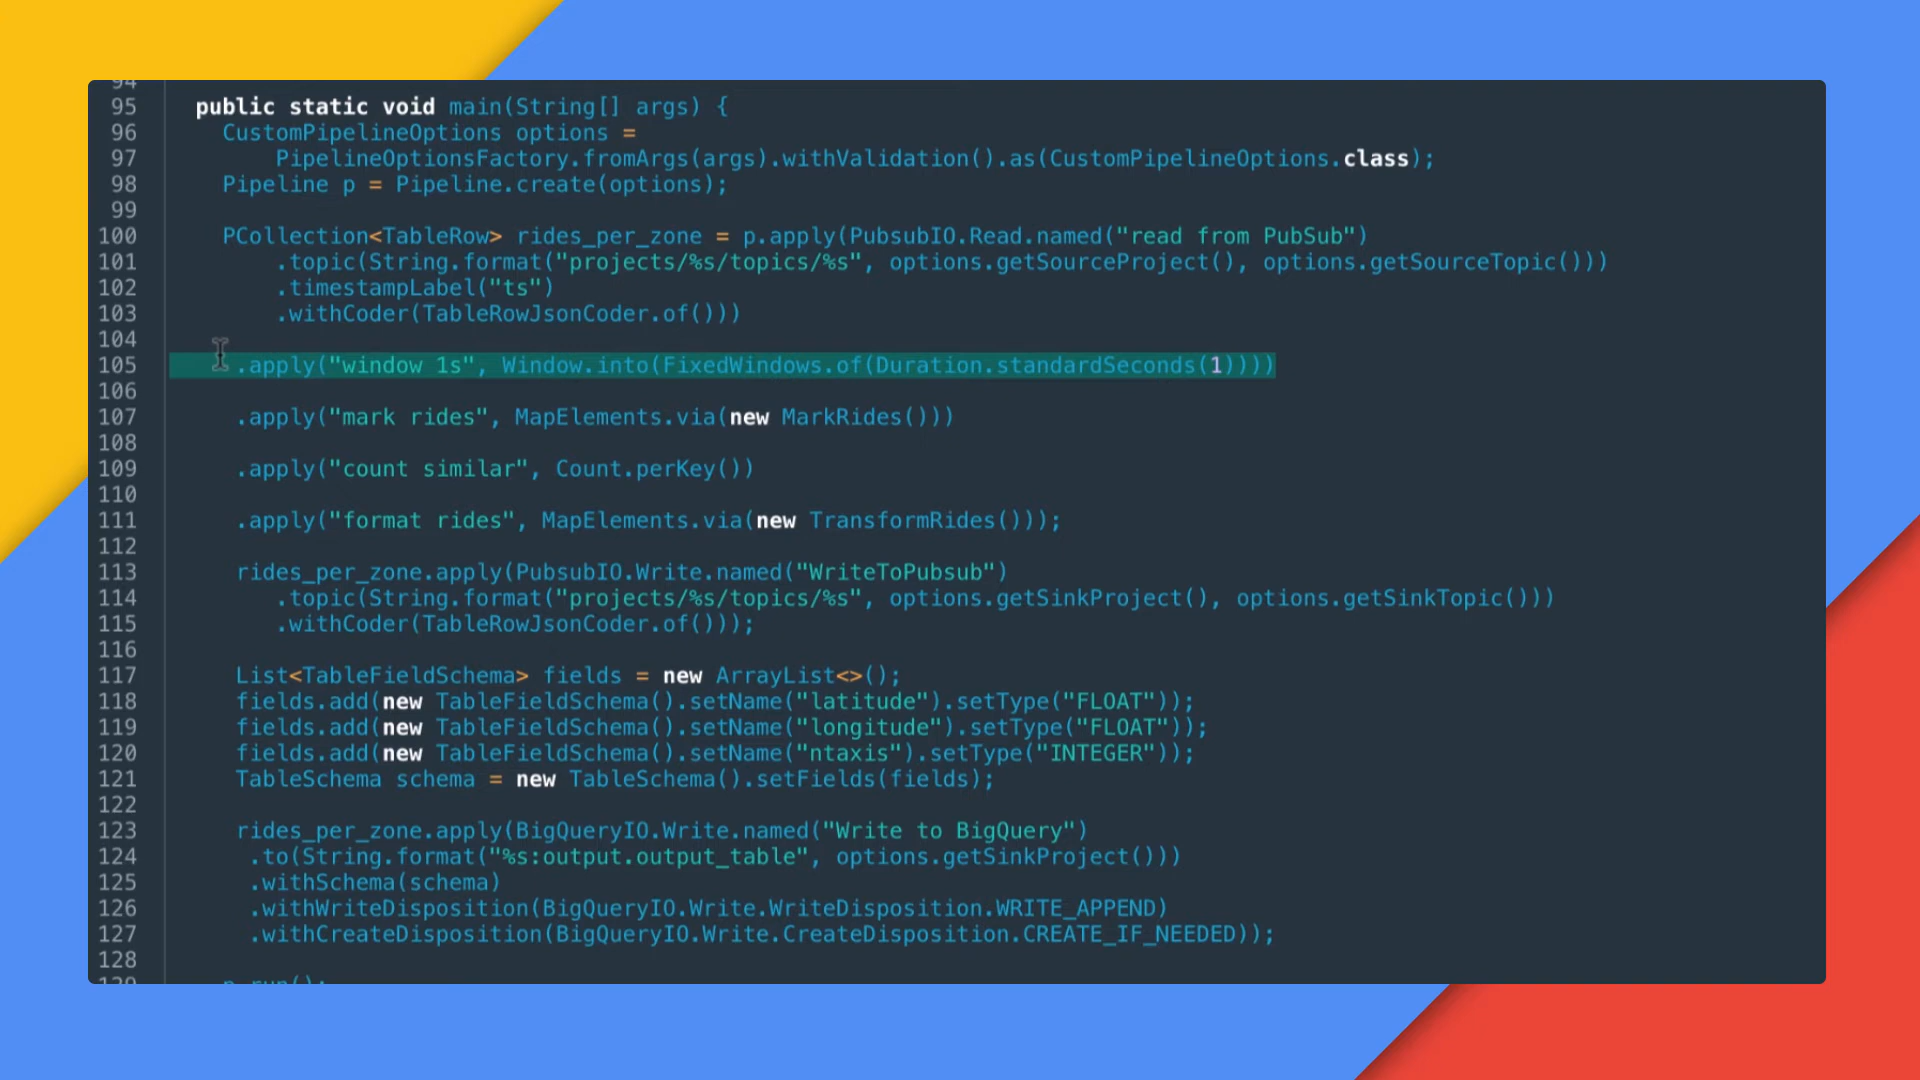 94
95 public static void main(String[] args) {
96 CustomPipelineOptions options =
97 PipelineOptionsFactory.fromArgs(args).withValidation().as(CustomPipelineOptions.class);
98 Pipeline p = Pipeline.create(options);
99
100 PCollection<TableRow> rides_per_zone = p.apply(PubsubIO.Read.named("read from PubSub")
101 .topic(String.format("projects/%s/topics/%s", options.getSourceProject(), options.getSourceTopic()))
102 .timestampLabel("ts")
103 .withCoder(TableRowJsonCoder.of()))
104
105 .apply("window 1s", Window.into(FixedWindows.of(Duration.standardSeconds(1))))
106
107 .apply("mark rides", MapElements.via(new MarkRides()))
108
109 .apply("count similar", Count.perKey())
110
111 .apply("format rides", MapElements.via(new TransformRides()));
112
113 rides_per_zone.apply(PubsubIO.Write.named("WriteToPubsub")
114 .topic(String.format("projects/%s/topics/%s", options.getSinkProject(), options.getSinkTopic()))
115 .withCoder(TableRowJsonCoder.of()));
116
117 List<TableFieldSchema> fields = new ArrayList<>();
118 fields.add(new TableFieldSchema().setName("latitude").setType("FLOAT"));
119 fields.add(new TableFieldSchema().setName("longitude").setType("FLOAT"));
120 fields.add(new TableFieldSchema().setName("ntaxis").setType("INTEGER"));
121 TableSchema schema = new TableSchema().setFields(fields);
122
123 rides_per_zone.apply(BigQueryIO.Write.named("Write to BigQuery")
124 .to(String.format("%s:output.output_table", options.getSinkProject()))
125 .withSchema(schema)
126 .withWriteDisposition(BigQueryIO.Write.WriteDisposition.WRITE_APPEND)
127 .withCreateDisposition(BigQueryIO.Write.CreateDisposition.CREATE_IF_NEEDED));
128
129 p.run();